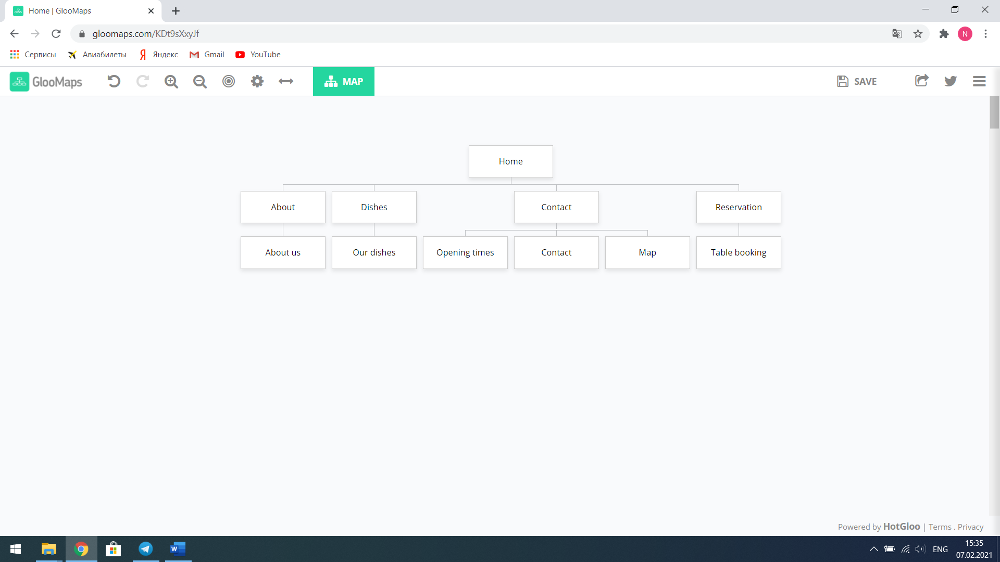 Home | GlooMaps
gloomaps.com/KDt9sXxyJf
N
Сервисы Авиабилеты Яндекс Gmail YouTube
GlooMaps MAP SAVE
Home
About Dishes Contact Reservation
About us Our dishes Opening times Contact Map Table booking
Powered by HotGloo | Terms . Privacy
ENG
15:35
07.02.2021